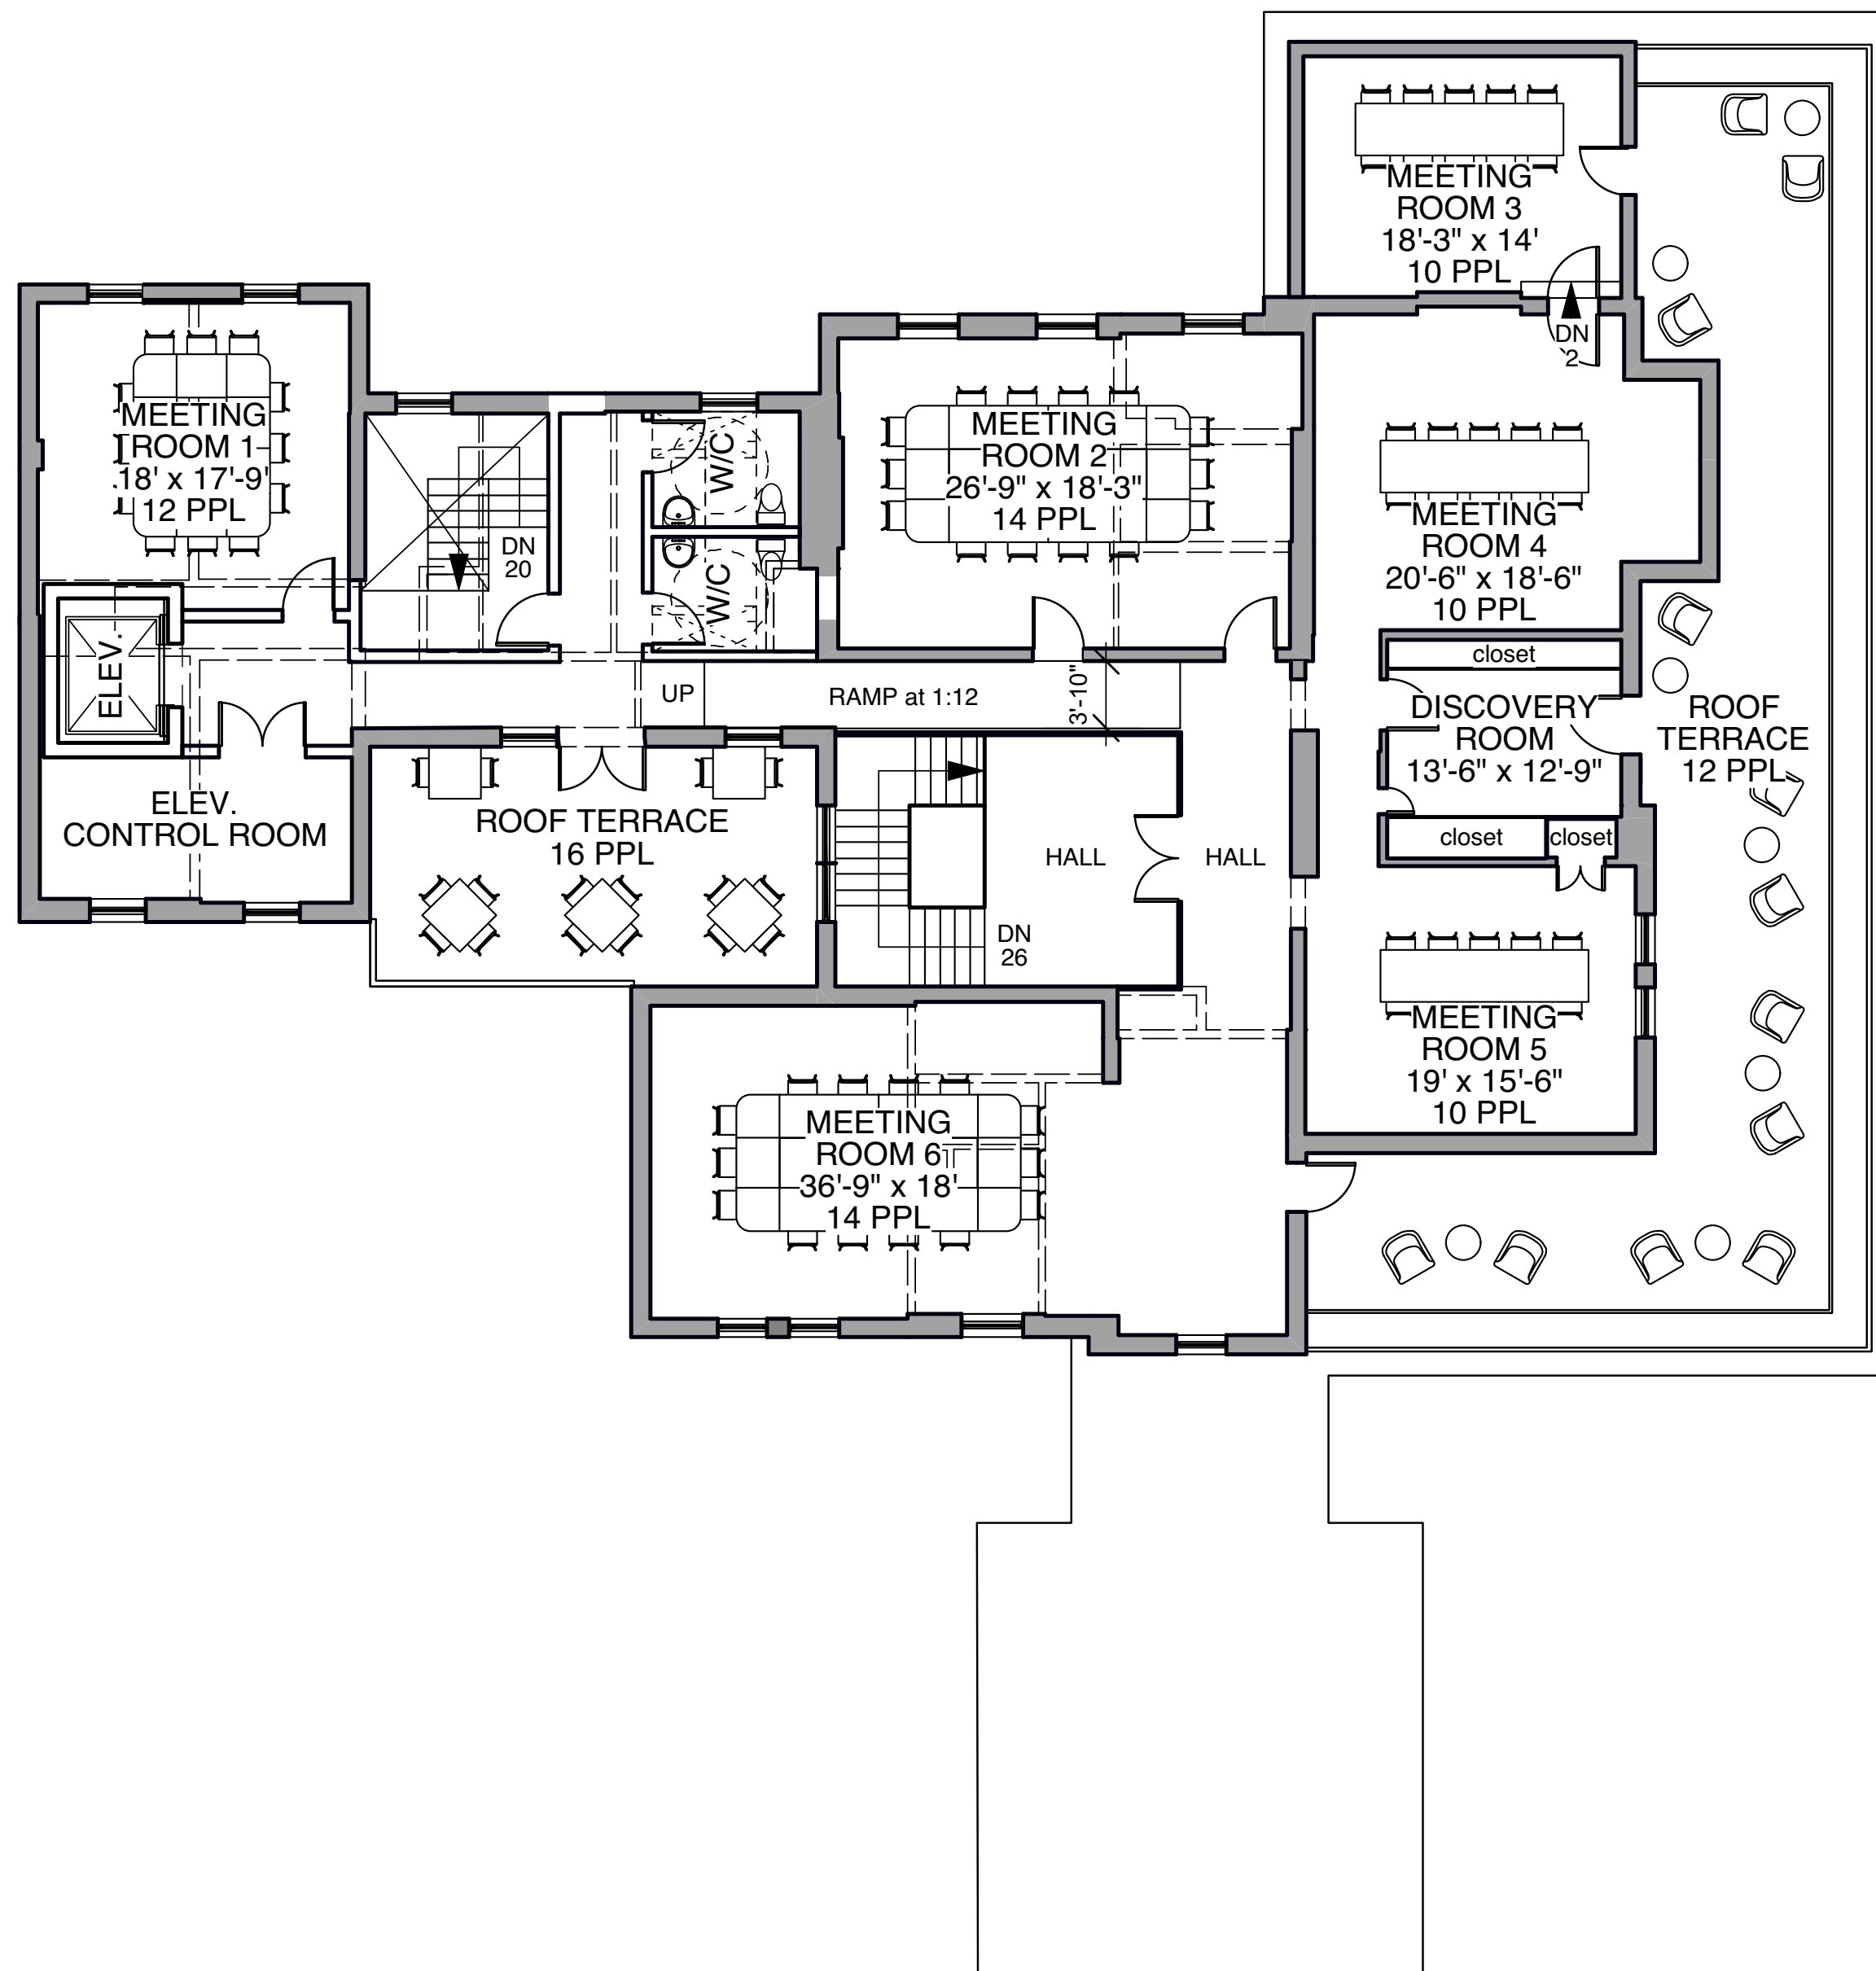 MEETING
ROOM 3
18'-3" x 14'
10 PPL
DN
2
MEETING
ROOM 1
18' x 17'-9'
12 PPL
DN
20
W/C
W/C
MEETING
ROOM 2
26'-9" x 18'-3"
14 PPL
MEETING
ROOM 4
20'-6" x 18'-6"
10 PPL
ELEV.
UP
RAMP at 1:12
3'-10"
closet
DISCOVERY
ROOM
13'-6" x 12'-9"
ROOF
TERRACE
12 PPL
ELEV.
CONTROL ROOM
ROOF TERRACE
16 PPL
HALL
HALL
closet
closet
DN
26
MEETING
ROOM 5
19' x 15'-6"
10 PPL
MEETING
ROOM 6
36'-9" x 18'
14 PPL